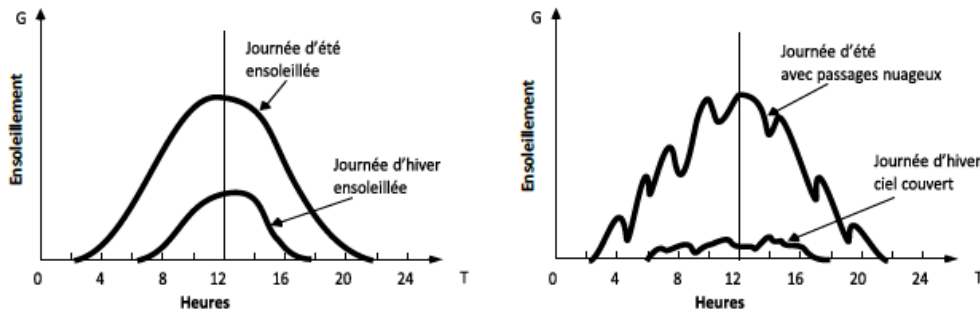 G
Ensoleillement
Journée d'été
ensoleillée
Journée d'hiver
ensoleillée
0 4 8 12 16 20 24 T
Heures
G
Ensoleillement
Journée d'été
avec passages nuageux
Journée d'hiver
ciel couvert
0 4 8 12 16 20 24 T
Heures